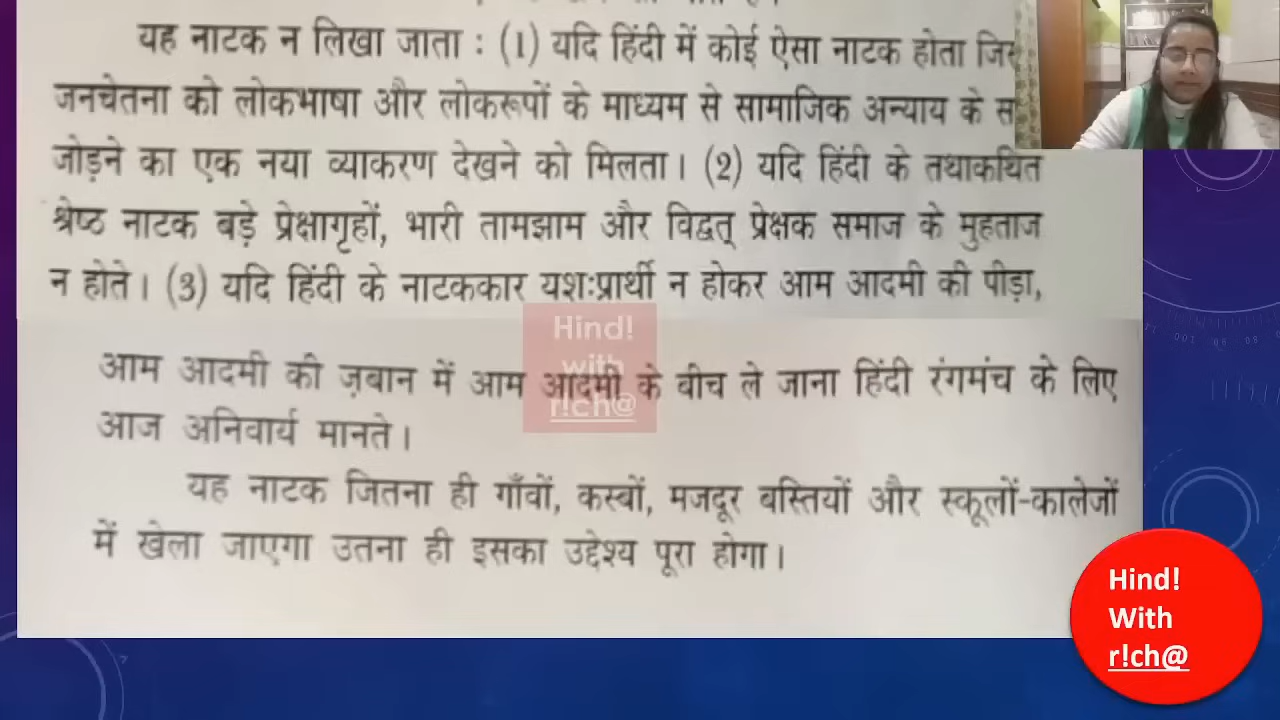 यह नाटक न लिखा जाता : (1) यदि हिंदी में कोई ऐसा नाटक होता
जनचेतना को लोकभाषा और लोकरूपों के माध्यम से सामाजिक अन्याय के
जोड़ने का एक नया व्याकरण देखने को मिलता। (2) यदि हिंदी के तथाकथित
श्रेष्ठ नाटक बड़े प्रेक्षागृहों, भारी तामझाम और विद्वत् प्रेक्षक समाज के मुहताज
न होते। (3) यदि हिंदी के नाटककार यशःप्रार्थी न होकर आम आदमी की पीड़ा,
आम आदमी की ज़बान में आम आदमी के बीच ले जाना हिंदी रंगमंच के लिए
आज अनिवार्य मानते।
यह नाटक जितना ही गाँवों, कस्बों, मजदूर बस्तियों और स्कूलों-कालेजों
में खेला जाएगा उतना ही इसका उद्देश्य पूरा होगा।
Hind!
with
r!ch@
Hind!
With
r!ch@